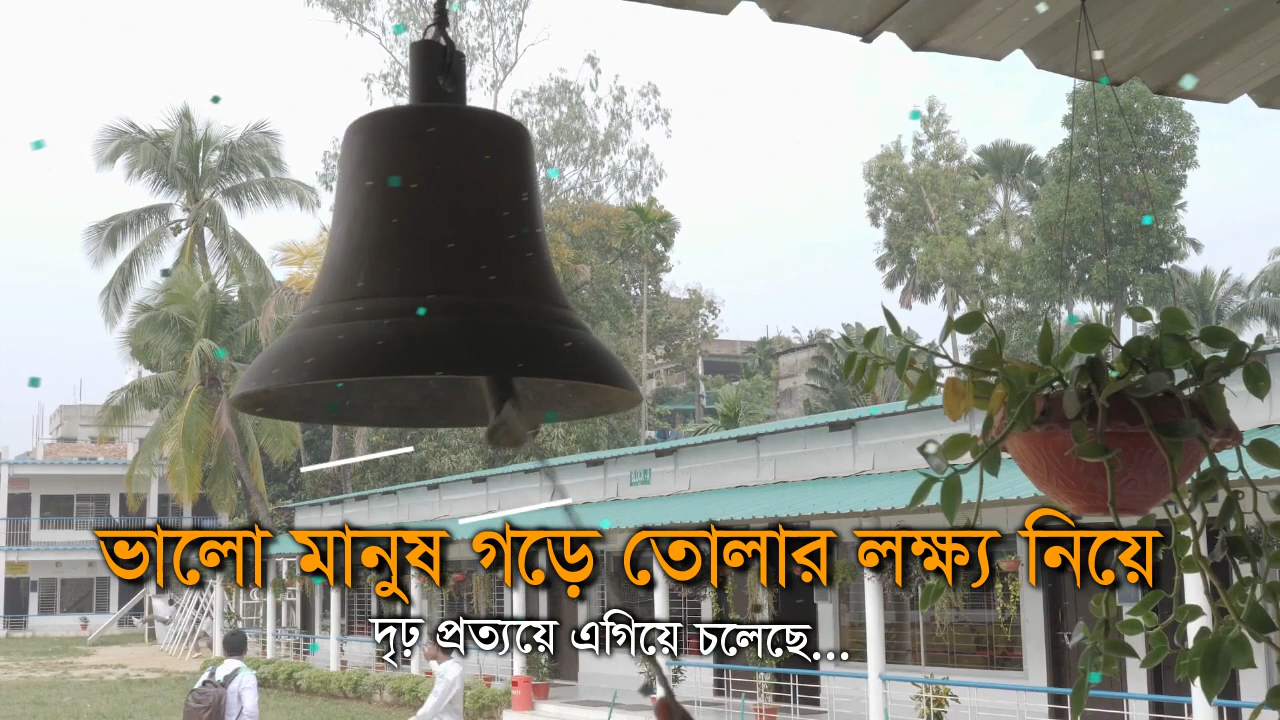 ভালো মানুষ গড়ে তোলার লক্ষ্য নিয়ে
দৃঢ় প্রত্যয়ে এগিয়ে চলেছে...